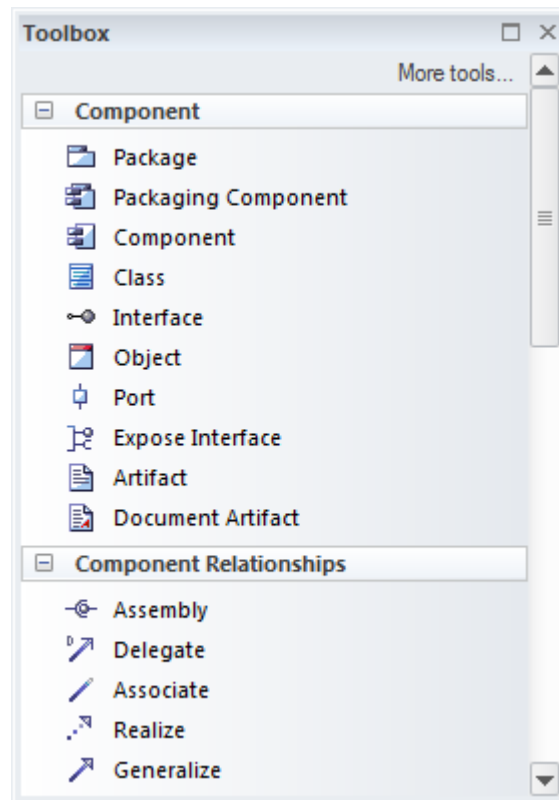 Toolbox
More tools...
Component
Package
Packaging Component
Component
Class
Interface
Object
Port
Expose Interface
Artifact
Document Artifact
Component Relationships
Assembly
Delegate
Associate
Realize
Generalize